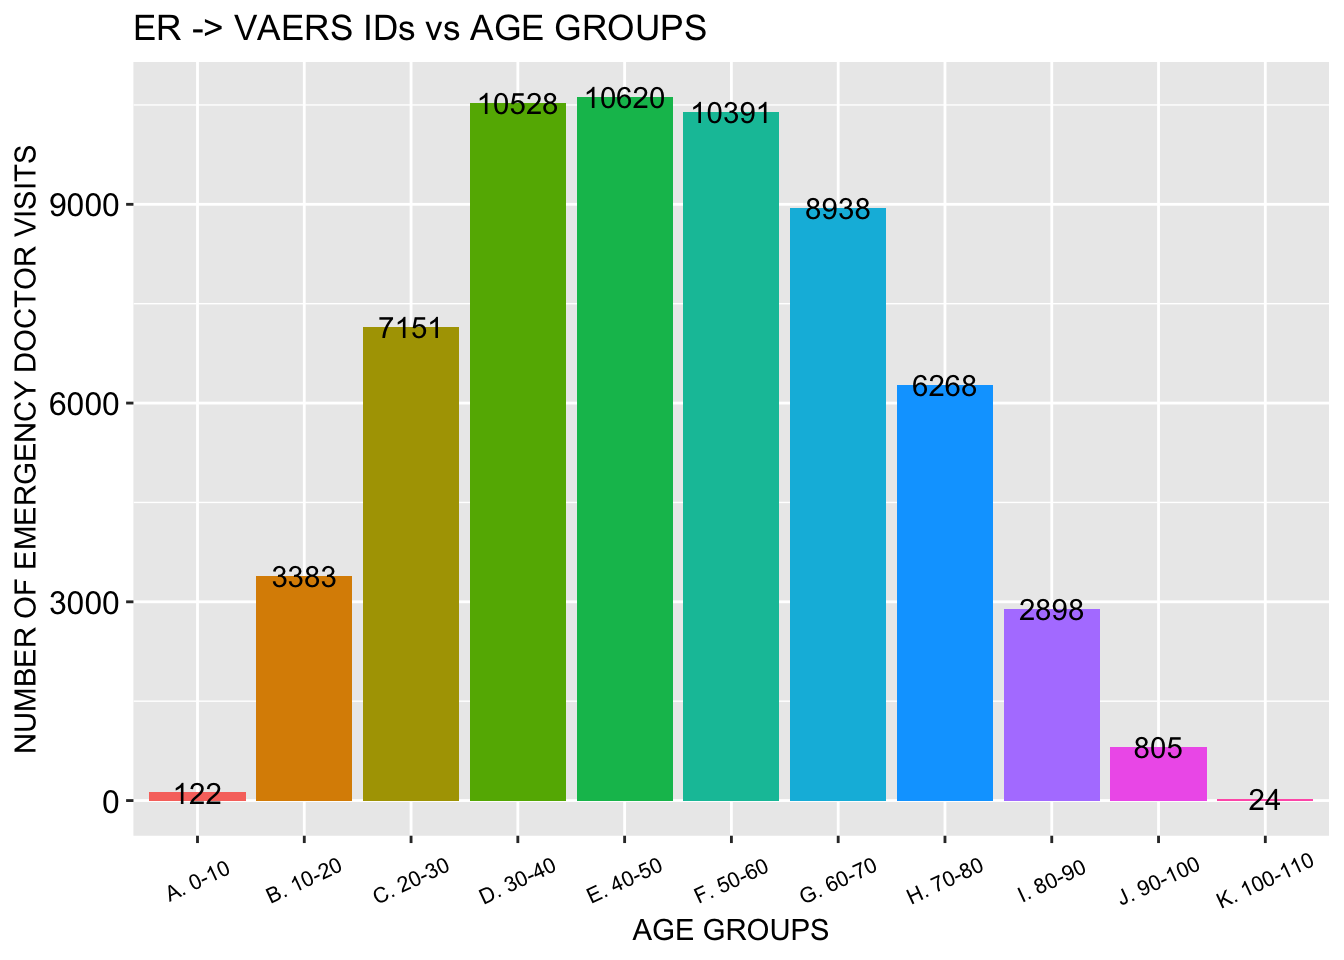 ER -> VAERS IDs vs AGE GROUPS
NUMBER OF EMERGENCY DOCTOR VISITS
9000
6000
3000
0
122
3383
7151
10528
10620
10391
8938
6268
2898
805
24
A. 0-10
B. 10-20
C. 20-30
D. 30-40
E. 40-50
F. 50-60
G. 60-70
H. 70-80
I. 80-90
J. 90-100
K. 100-110
AGE GROUPS